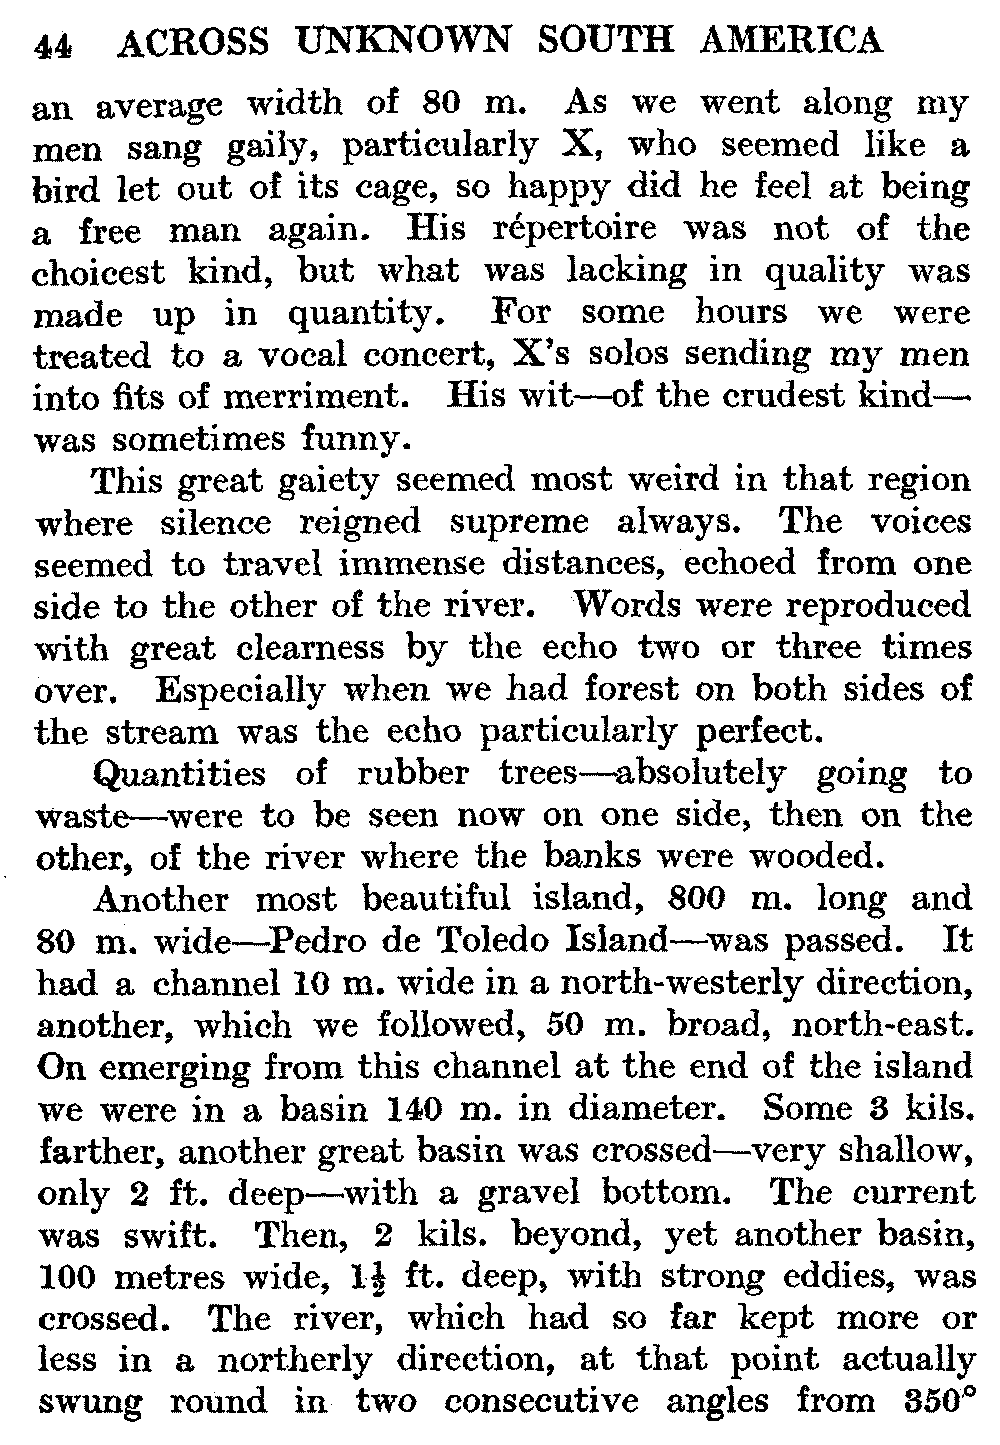 44 ACROSS UNKNOWN SOUTH AMERICA
an average width of 80 m. As we went along my
men sang gaily, particularly X, who seemed like a
bird let out of its cage, so happy did he feel at being
a free man again. His répertoire was not of the
choicest kind, but what was lacking in quality was
made up in quantity. For some hours we were
treated to a vocal concert, X's solos sending my men
into fits of merriment. His wit—of the crudest kind—
was sometimes funny.
This great gaiety seemed most weird in that region
where silence reigned supreme always. The voices
seemed to travel immense distances, echoed from one
side to the other of the river. Words were reproduced
with great clearness by the echo two or three times
over. Especially when we had forest on both sides of
the stream was the echo particularly perfect.
Quantities of rubber trees—absolutely going to
waste—were to be seen now on one side, then on the
other, of the river where the banks were wooded.
Another most beautiful island, 800 m. long and
80 m. wide—Pedro de Toledo Island—was passed. It
had a channel 10 m. wide in a north-westerly direction,
another, which we followed, 50 m. broad, north-east.
On emerging from this channel at the end of the island
we were in a basin 140 m. in diameter. Some 3 kils.
farther, another great basin was crossed—very shallow,
only 2 ft. deep—with a gravel bottom. The current
was swift. Then, 2 kils. beyond, yet another basin,
100 metres wide, 1½ ft. deep, with strong eddies, was
crossed. The river, which had so far kept more or
less in a northerly direction, at that point actually
swung round in two consecutive angles from 350°